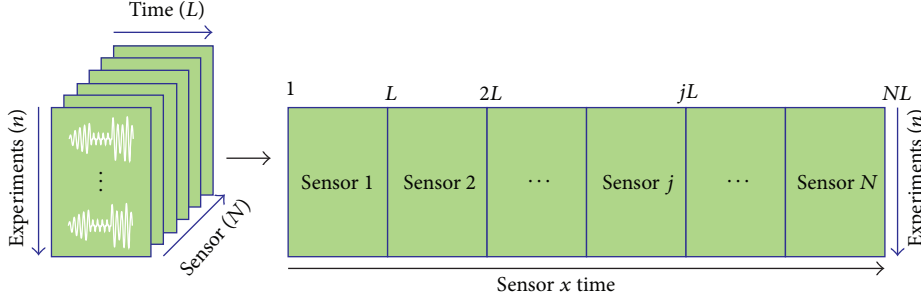 Time (L)
Experiments (n)
⋮
Sensor (N)
1
L
2L
jL
NL
Sensor 1
Sensor 2
⋯
Sensor j
⋯
Sensor N
Experiments (n)
Sensor x time